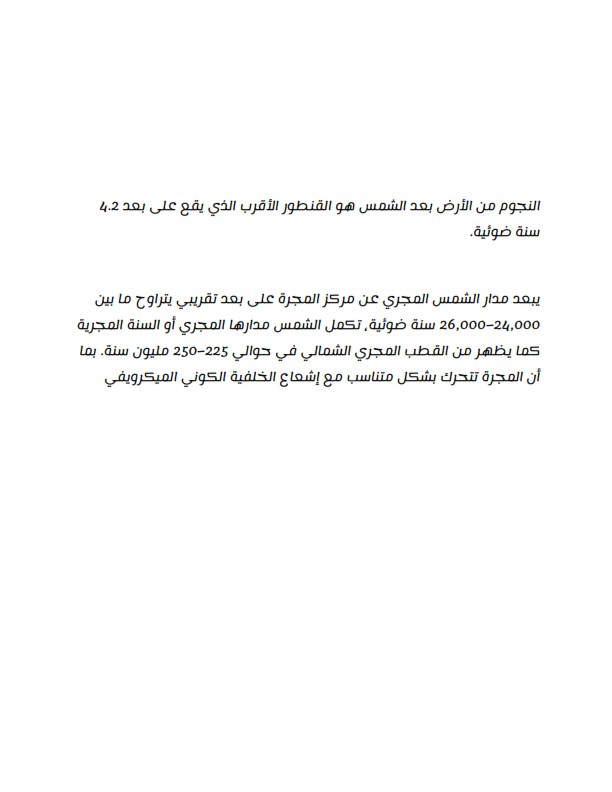 النجوم من الأرض بعد الشمس هو القنطور الأقرب الذي يقع على بعد 4.2
سنة ضوئية.
يبعد مدار الشمس المجري عن مركز المجرة على بعد تقريبي يتراوح ما بين
24,000–26,000 سنة ضوئية, تكمل الشمس مدارها المجري أو السنة المجرية
كما يظهر من القطب المجري الشمالي في حوالي 225–250 مليون سنة. بما
أن المجرة تتحرك بشكل متناسب مع إشعاع الخلفية الكوني الميكرويفي